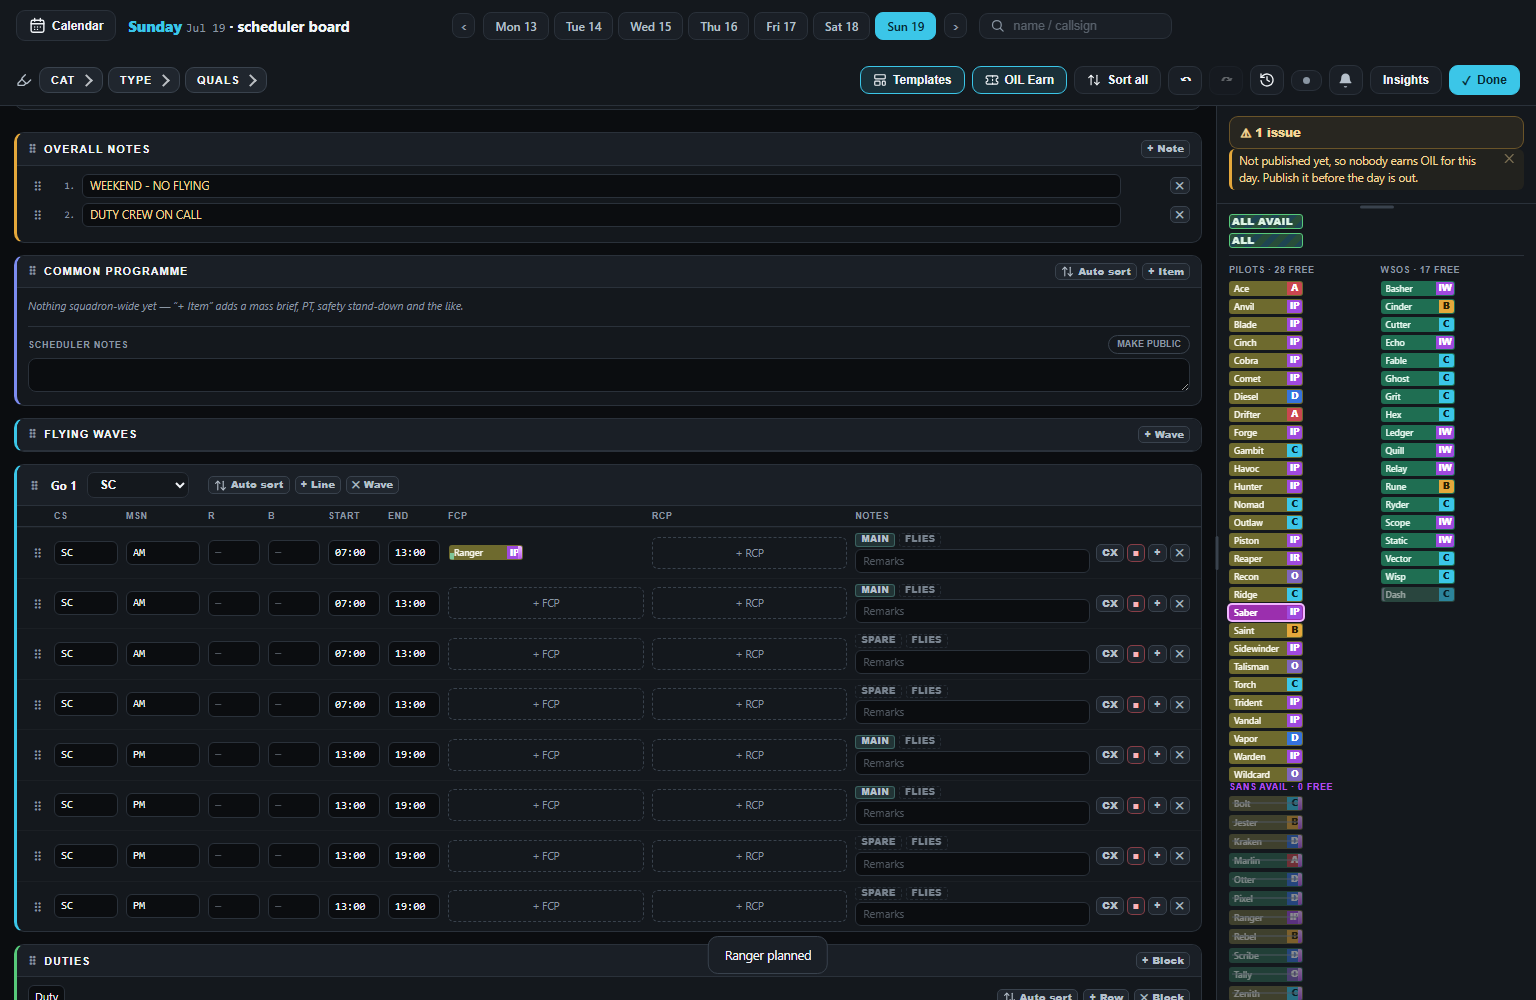 Calendar
Sunday Jul 19 · scheduler board
Mon 13
Tue 14
Wed 15
Thu 16
Fri 17
Sat 18
Sun 19
name / callsign
CAT
TYPE
QUALS
Templates
OIL Earn
Sort all
Insights
✓ Done
OVERALL NOTES
+ Note
1. WEEKEND - NO FLYING
2. DUTY CREW ON CALL
COMMON PROGRAMME
Auto sort
+ Item
Nothing squadron-wide yet — "+ Item" adds a mass brief, PT, safety stand-down and the like.
SCHEDULER NOTES
MAKE PUBLIC
FLYING WAVES
+ Wave
Go 1
SC
Auto sort
+ Line
✕ Wave
CS MSN R B START END FCP RCP NOTES
SC AM – – 07:00 13:00 Ranger IP + RCP MAIN FLIES Remarks CX
SC AM – – 07:00 13:00 + FCP + RCP MAIN FLIES Remarks CX
SC AM – – 07:00 13:00 + FCP + RCP SPARE FLIES Remarks CX
SC AM – – 07:00 13:00 + FCP + RCP SPARE FLIES Remarks CX
SC PM – – 13:00 19:00 + FCP + RCP MAIN FLIES Remarks CX
SC PM – – 13:00 19:00 + FCP + RCP MAIN FLIES Remarks CX
SC PM – – 13:00 19:00 + FCP + RCP SPARE FLIES Remarks CX
SC PM – – 13:00 19:00 + FCP + RCP SPARE FLIES Remarks CX
DUTIES
+ Block
Ranger planned
Duty
Auto sort
+ Row
✕ Block
⚠ 1 issue
Not published yet, so nobody earns OIL for this
day. Publish it before the day is out.
ALL AVAIL
ALL
PILOTS · 28 FREE
Ace A
Anvil IP
Blade IP
Cinch IP
Cobra IP
Comet IP
Diesel D
Drifter A
Forge IP
Gambit C
Havoc IP
Hunter IP
Nomad C
Outlaw C
Piston IP
Reaper IR
Recon O
Ridge C
Saber IP
Saint B
Sidewinder IP
Talisman O
Torch C
Trident IP
Vandal IP
Vapor D
Warden IP
Wildcard O
SANS AVAIL · 0 FREE
Bolt C
Jester B
Kraken D
Marlin A
Otter D
Pixel D
Ranger IP
Rebel B
Scribe D
Tally
Zenith C
WSOS · 17 FREE
Basher IW
Cinder B
Cutter C
Echo IW
Fable C
Ghost C
Grit C
Hex C
Ledger IW
Quill IW
Relay IW
Rune B
Ryder C
Scope IW
Static IW
Vector C
Wisp C
Dash C